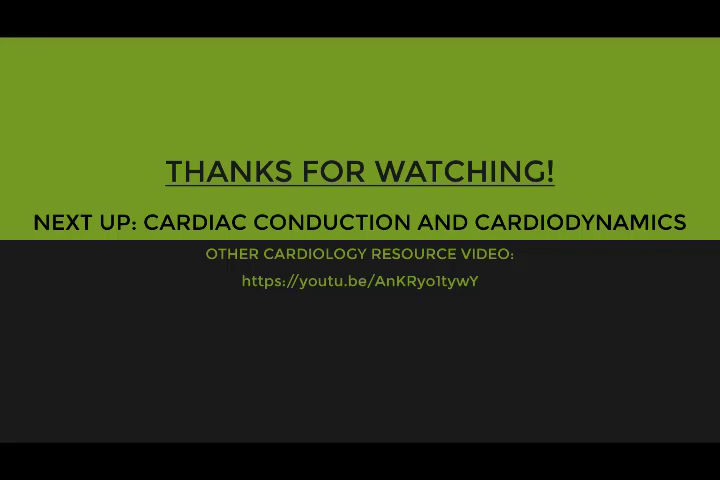 THANKS FOR WATCHING!
NEXT UP: CARDIAC CONDUCTION AND CARDIODYNAMICS
OTHER CARDIOLOGY RESOURCE VIDEO:
https://youtu.be/AnKRyo1tywY